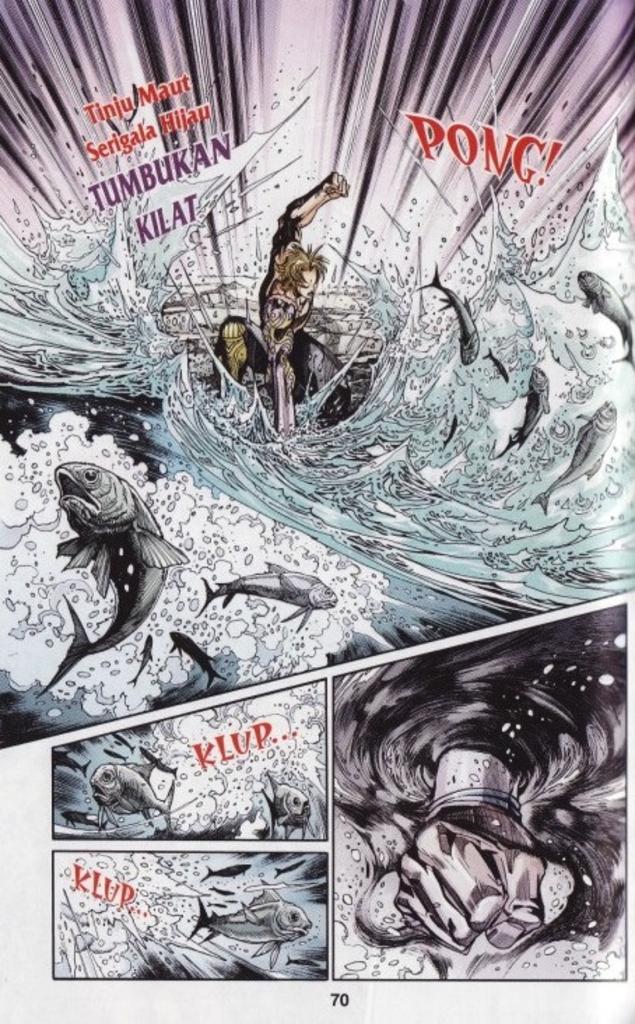 Tinju Maut
Serigala Hijau
TUMBUKAN
KILAT
PONG!
KLUP...
KLUP...
70